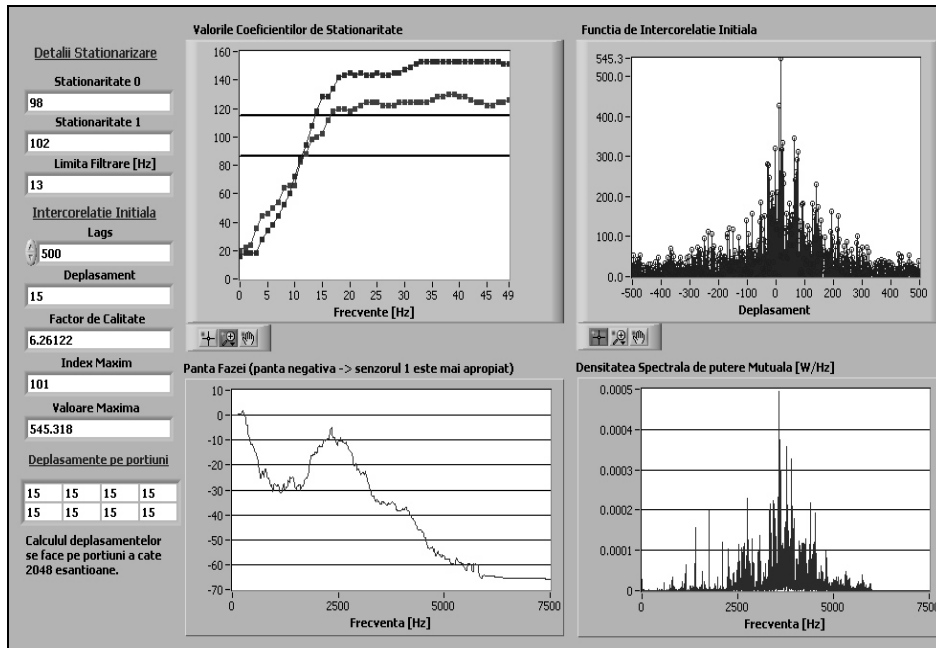 Detalii Stationarizare
Stationaritate 0
98
Stationaritate 1
102
Limita Filtrare [Hz]
13
Intercorelatie Initiala
Lags
500
Deplasament
15
Factor de Calitate
6.26122
Index Maxim
101
Valoare Maxima
545.318
Deplasamente pe portiuni
15 15 15 15
15 15 15 15
Calculul deplasamentelor
se face pe portiuni a cate
2048 esantioane.
Valorile Coeficientilor de Stationaritate
160
140
120
100
80
60
40
20
0
0 5 10 15 20 25 30 35 40 45 49
Frecvente [Hz]
Functia de Intercorelatie Initiala
545.3
500.0
400.0
300.0
200.0
100.0
0.0
-500 -400 -300 -200 -100 0 100 200 300 400 500
Deplasament
Panta Fazei (panta negativa -> senzorul 1 este mai apropiat)
10
0
-10
-20
-30
-40
-50
-60
-70
0 2500 5000 7500
Frecventa [Hz]
Densitatea Spectrala de putere Mutuala [W/Hz]
0.0005
0.0004
0.0003
0.0002
0.0001
0
0 2500 5000 7500
Frecventa [Hz]